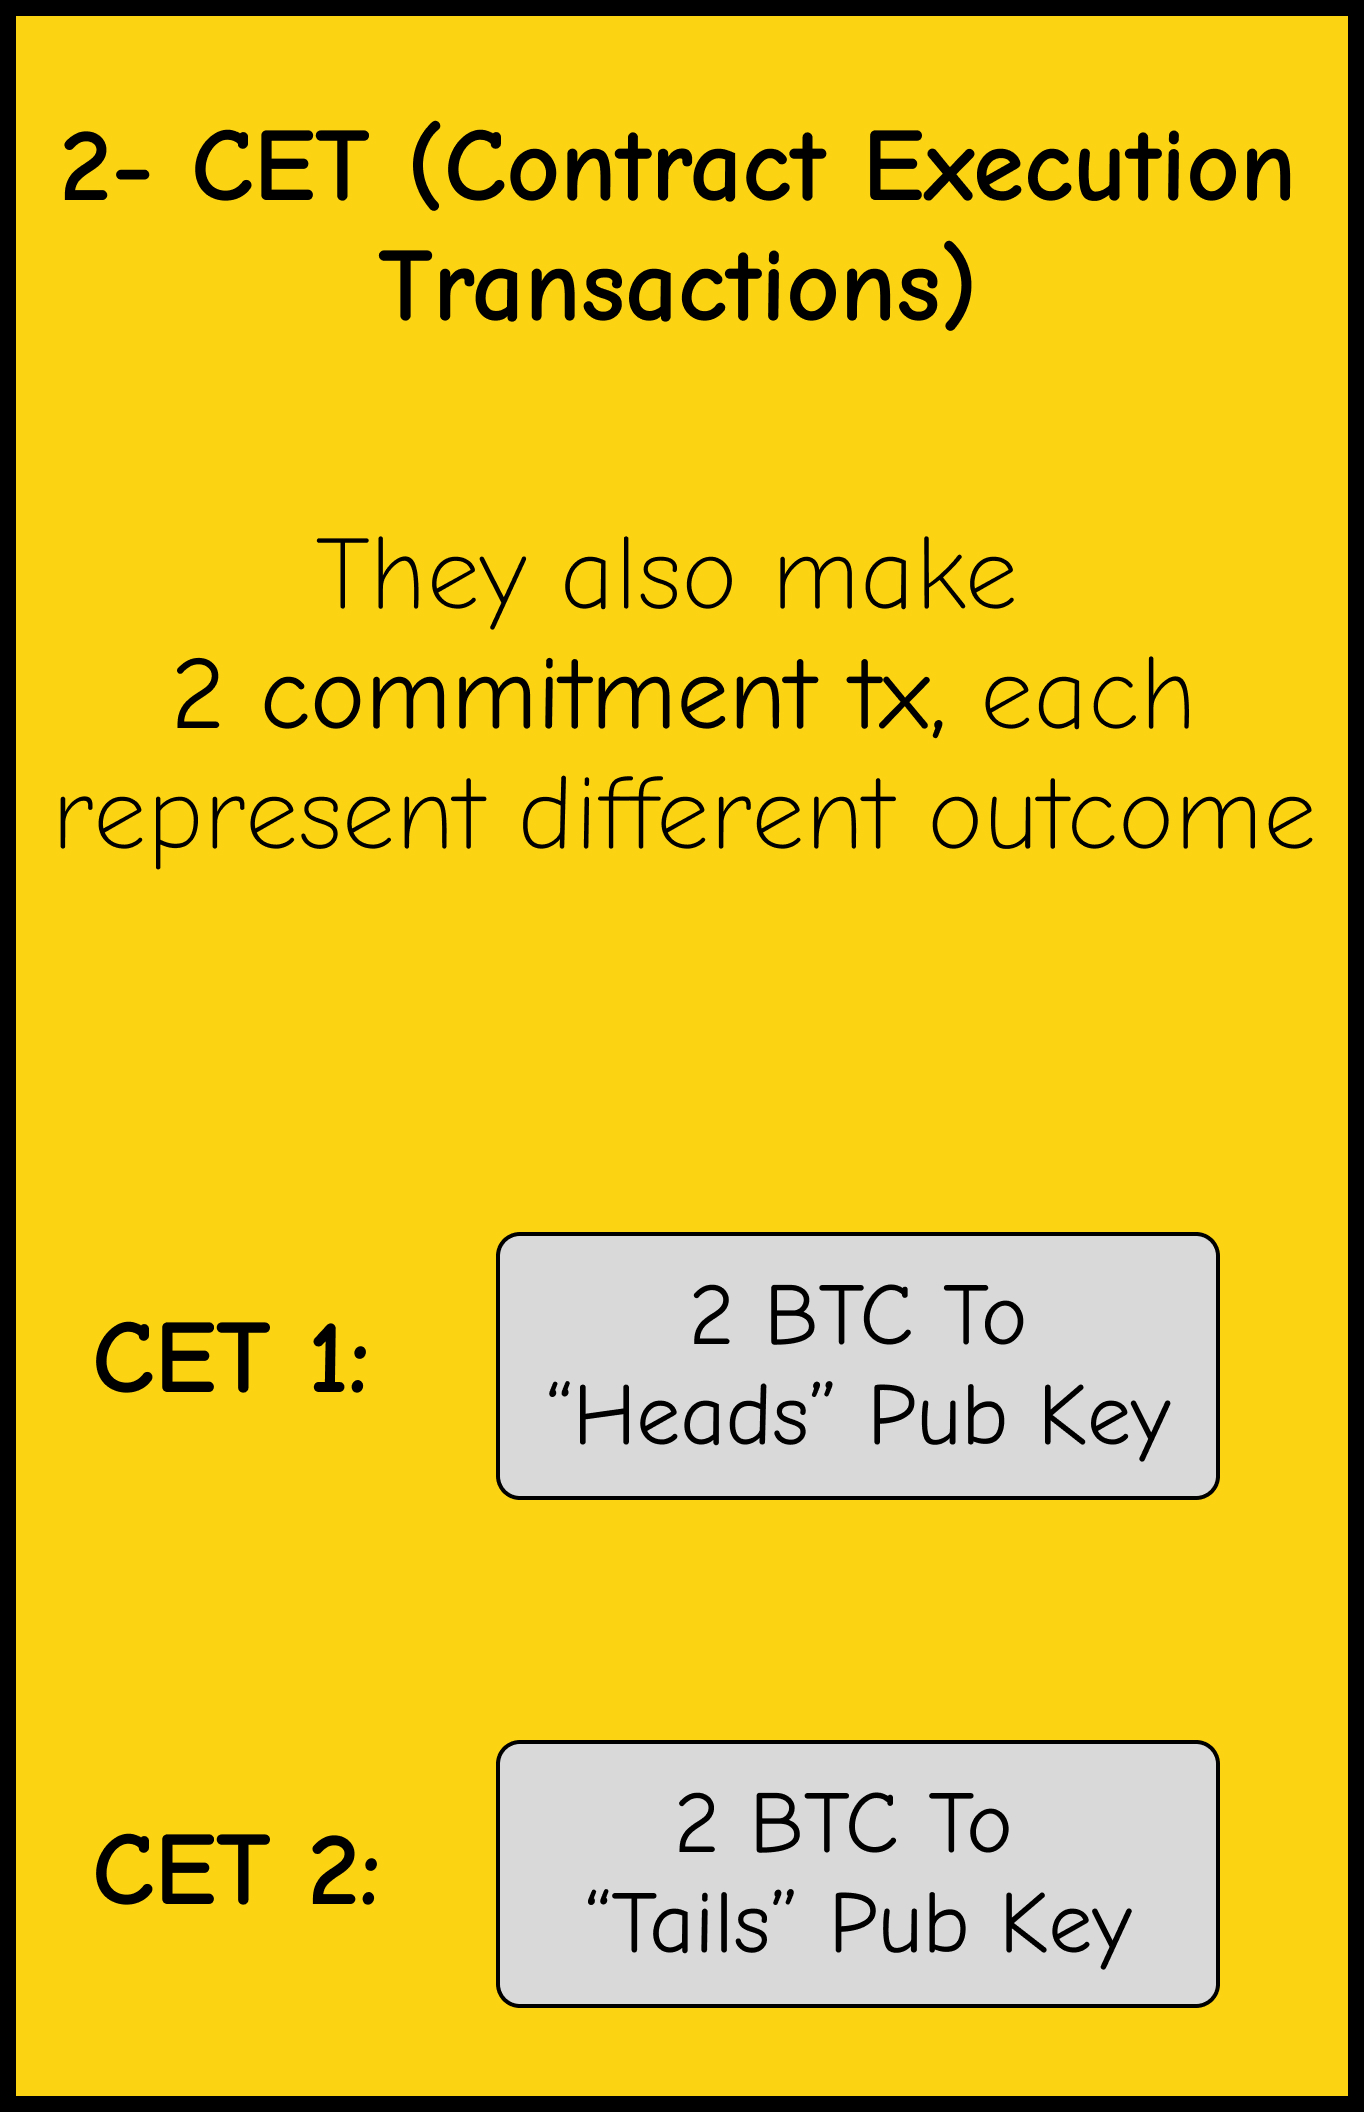 2- CET (Contract Execution
Transactions)
They also make
2 commitment tx, each
represent different outcome
CET 1:
2 BTC To
“Heads” Pub Key
CET 2:
2 BTC To
“Tails” Pub Key